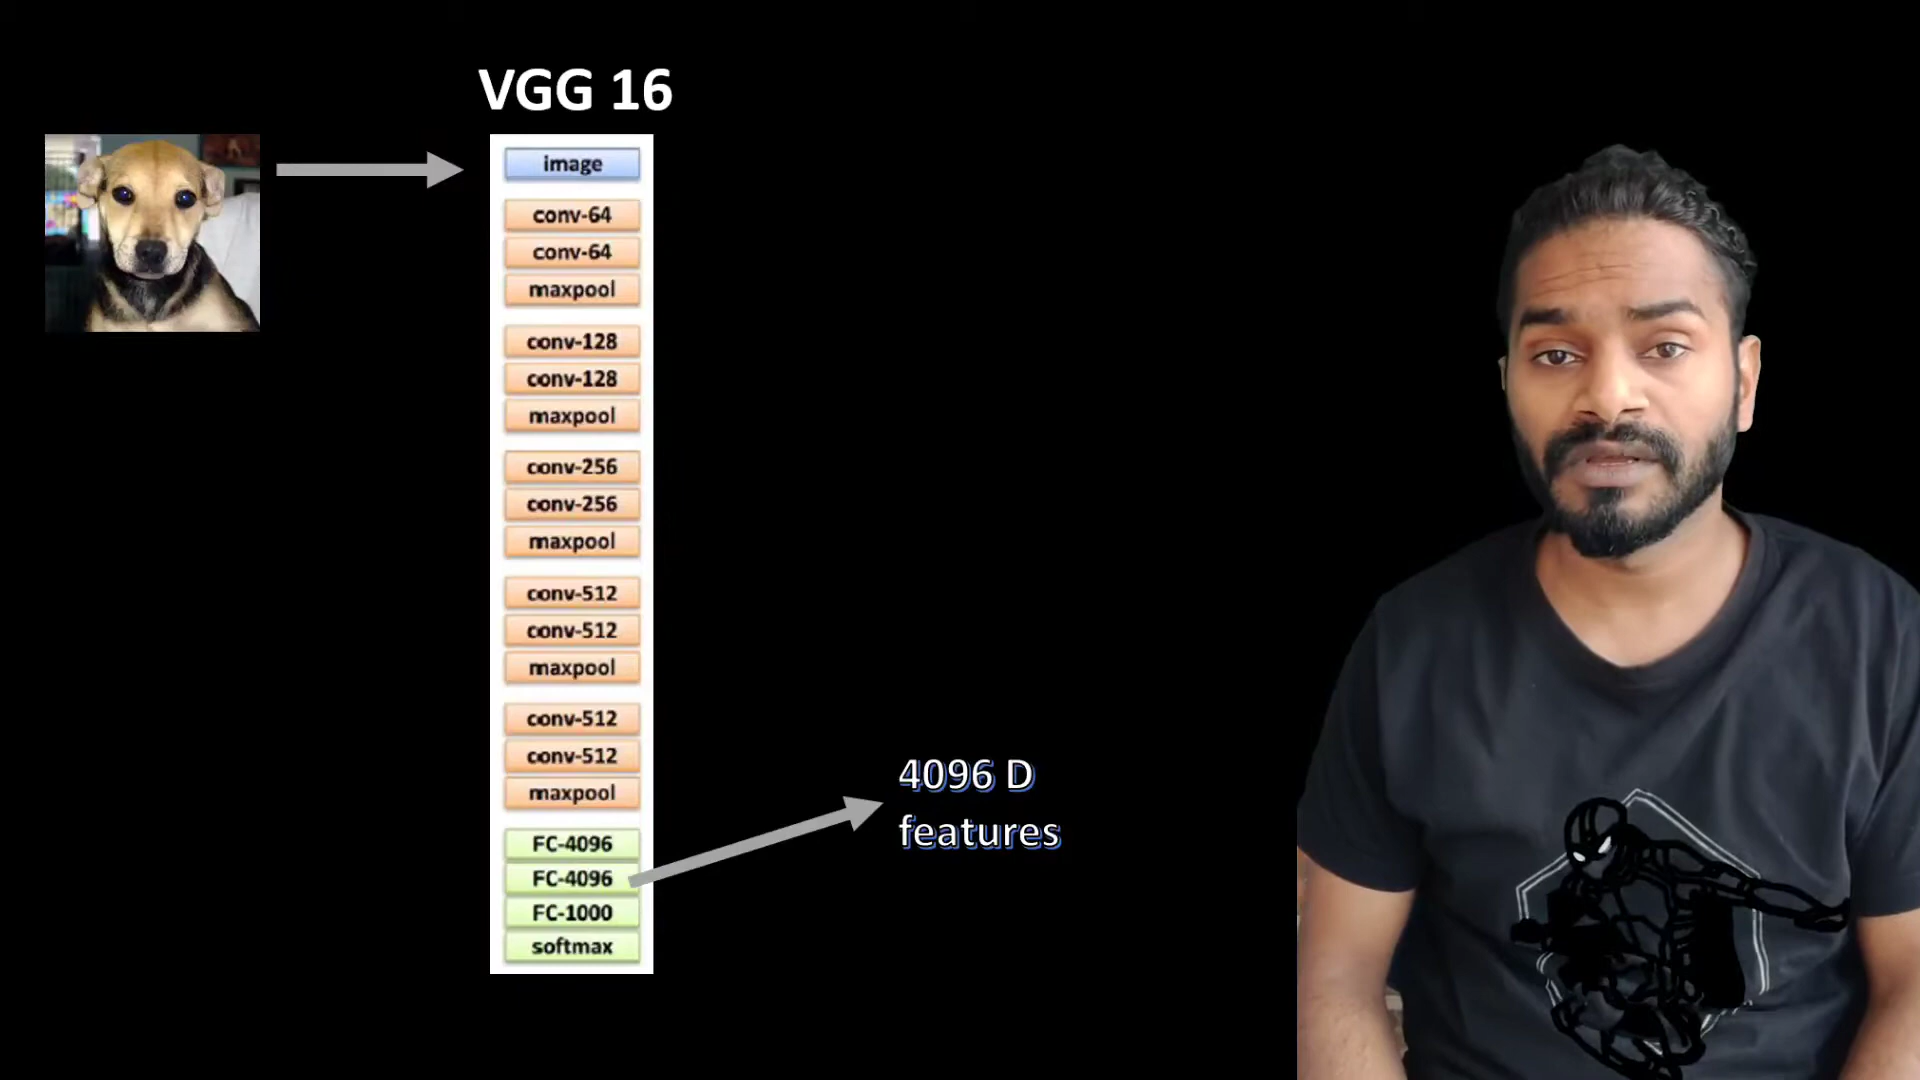 VGG 16
image
conv-64
conv-64
maxpool
conv-128
conv-128
maxpool
conv-256
conv-256
maxpool
conv-512
conv-512
maxpool
conv-512
conv-512
maxpool
FC-4096
FC-4096
FC-1000
softmax
4096 D
features